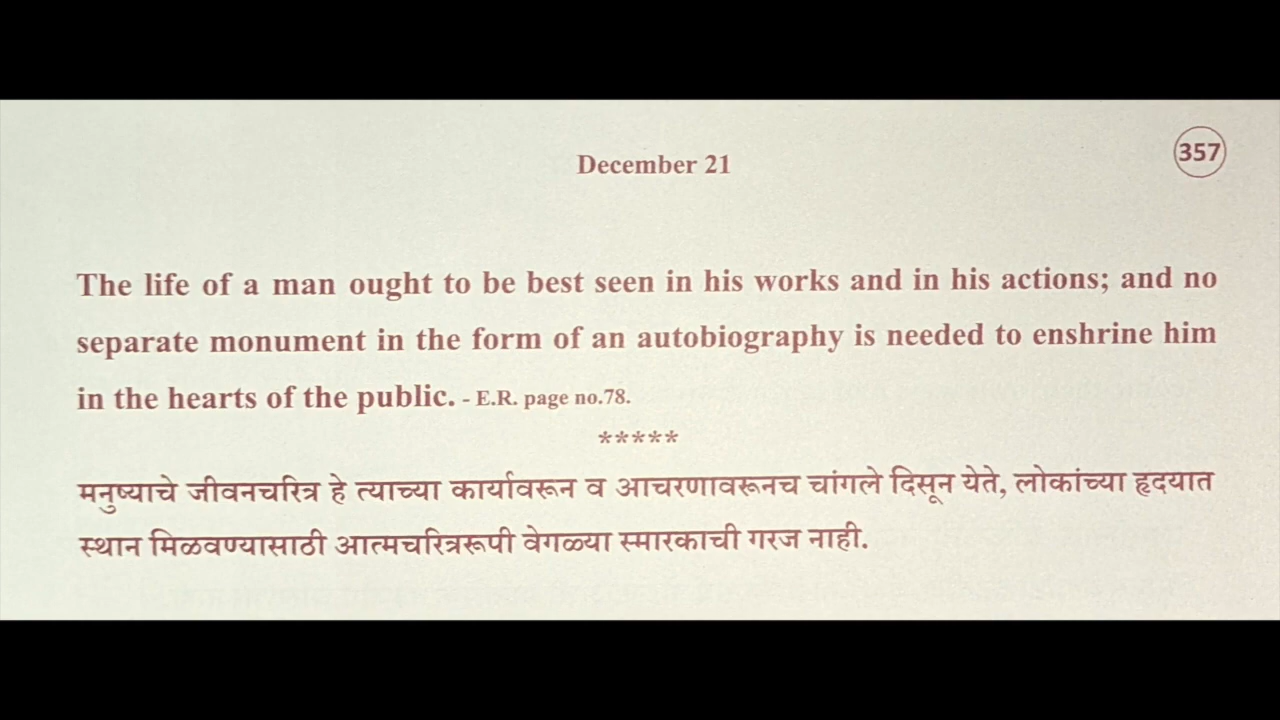 December 21
357
The life of a man ought to be best seen in his works and in his actions; and no
separate monument in the form of an autobiography is needed to enshrine him
in the hearts of the public. - E.R. page no.78.
*****
मनुष्याचे जीवनचरित्र हे त्याच्या कार्यावरून व आचरणावरूनच चांगले दिसून येते, लोकांच्या हृदयात
स्थान मिळवण्यासाठी आत्मचरित्ररूपी वेगळ्या स्मारकाची गरज नाही.